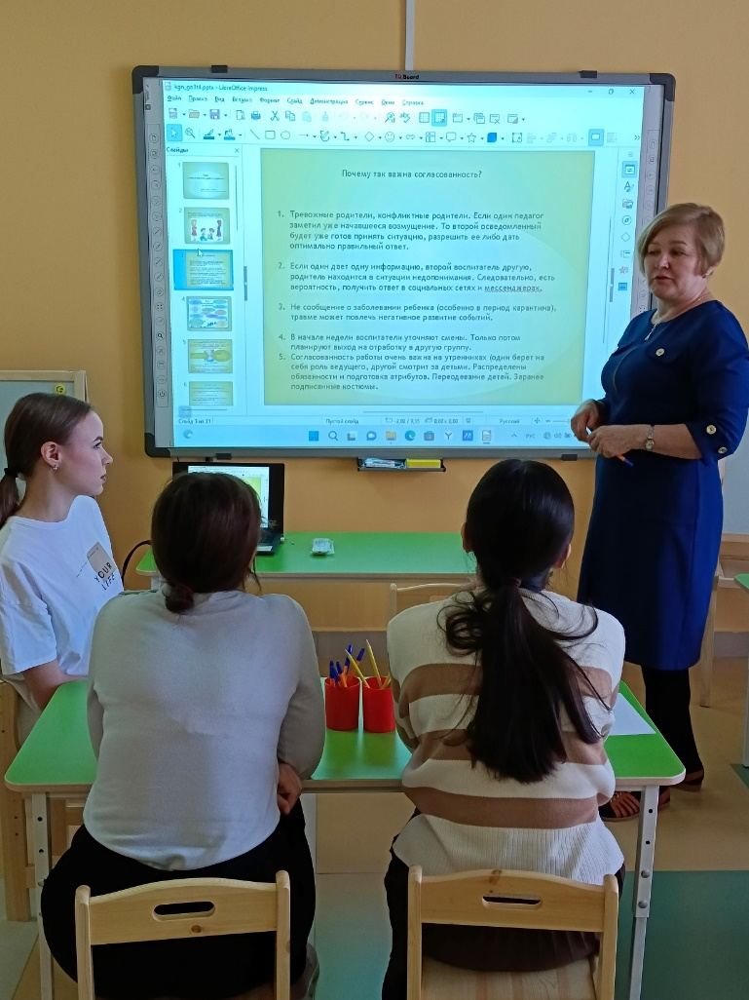 kgn_gn3t4.pptx - LibreOffice Impress
Файл Правка Вид Вставка Формат Слайд Демонстрация Сервис Окно Справка
Слайды
Почему так важна согласованность?
1. Тревожные родители, конфликтные родители. Если один педагог
заметил уже начавшееся возмущение. То второй осведомленный
будет уже готов принять ситуацию, разрешить ее либо дать
оптимально правильный ответ.
2. Если один дает одну информацию, второй воспитатель другую,
родитель находится в ситуации недопонимания. Следовательно, есть
вероятность, получить ответ в социальных сетях и мессенджерах.
3. Не сообщение о заболевании ребенка (особенно в период карантина),
травме может повлечь негативное развитие событий.
4. В начале недели воспитатели уточняют смены. Только потом
планируют выход на отработку в другую группу.
5. Согласованность работы очень важна на утренниках (один берет на
себя роль ведущего, другой смотрит за детьми. Распределены
обязанности и подготовка атрибутов. Переодевание детей. Заранее
подписанные костюмы.
Слайд 3 из 21
Пустой слайд
Русский
YOUR
LIFE